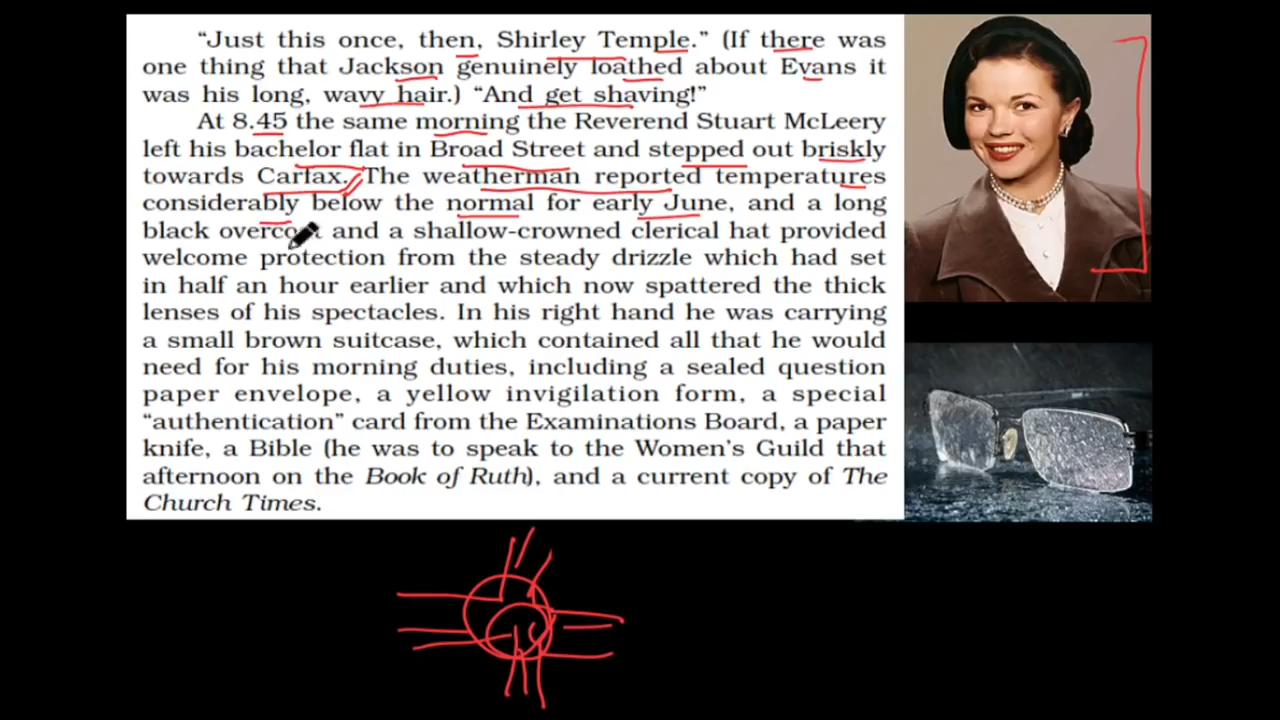 “Just this once, then, Shirley Temple.” (If there was
one thing that Jackson genuinely loathed about Evans it
was his long, wavy hair.) “And get shaving!”
At 8.45 the same morning the Reverend Stuart McLeery
left his bachelor flat in Broad Street and stepped out briskly
towards Carfax. The weatherman reported temperatures
considerably below the normal for early June, and a long
black overcoat and a shallow-crowned clerical hat provided
welcome protection from the steady drizzle which had set
in half an hour earlier and which now spattered the thick
lenses of his spectacles. In his right hand he was carrying
a small brown suitcase, which contained all that he would
need for his morning duties, including a sealed question
paper envelope, a yellow invigilation form, a special
“authentication” card from the Examinations Board, a paper
knife, a Bible (he was to speak to the Women’s Guild that
afternoon on the Book of Ruth), and a current copy of The
Church Times.